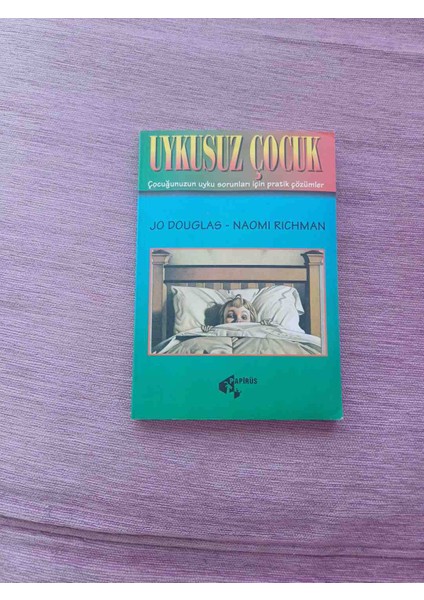 UYKUSUZ ÇOCUK
Çocuğunuzun uyku sorunları için pratik çözümler
JO DOUGLAS - NAOMI RICHMAN
PAPİRÜS